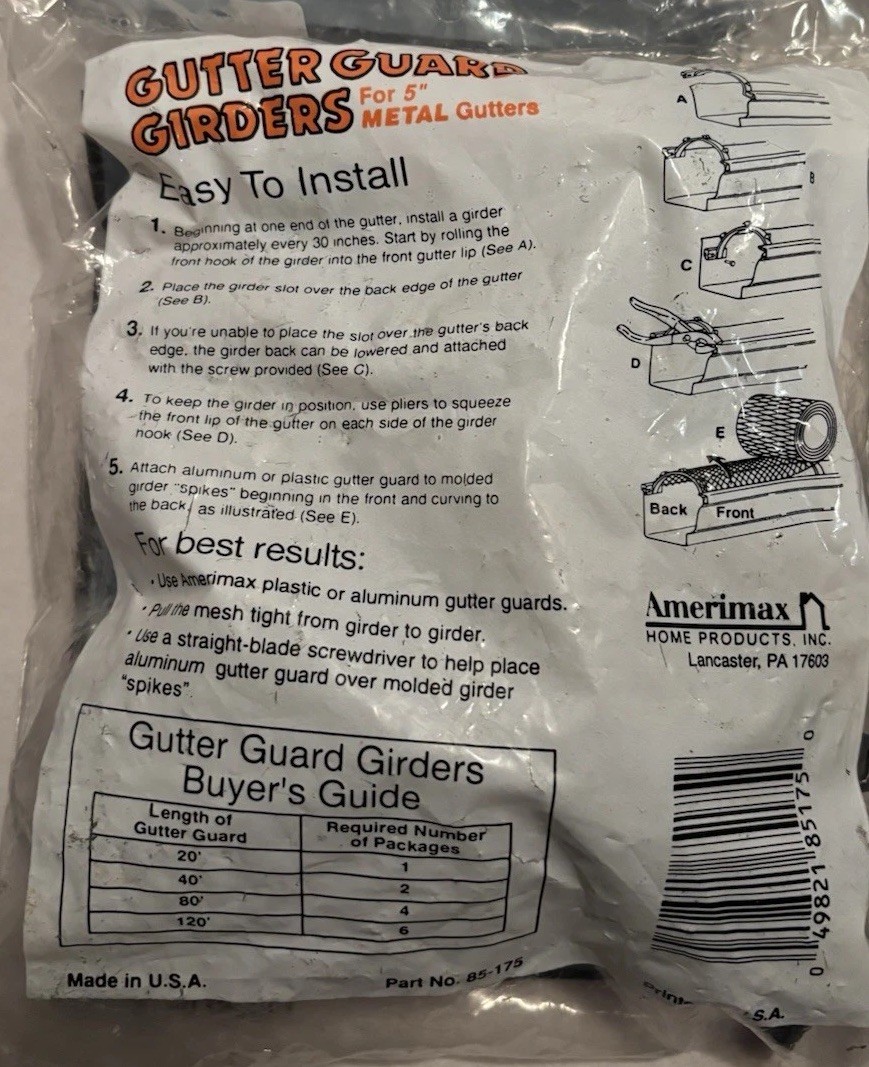 GUTTER GUARD
GIRDERS For 5"
METAL Gutters
Easy To Install
1. Beginning at one end of the gutter, install a girder
approximately every 30 inches. Start by rolling the
front hook of the girder into the front gutter lip (See A).
2. Place the girder slot over the back edge of the gutter
(See B).
3. If you're unable to place the slot over the gutter's back
edge, the girder back can be lowered and attached
with the screw provided (See C).
4. To keep the girder in position, use pliers to squeeze
the front lip of the gutter on each side of the girder
hook (See D).
5. Attach aluminum or plastic gutter guard to molded
girder "spikes" beginning in the front and curving to
the back, as illustrated (See E).
For best results:
• Use Amerimax plastic or aluminum gutter guards.
• Pull the mesh tight from girder to girder.
• Use a straight-blade screwdriver to help place
aluminum gutter guard over molded girder
"spikes".
Gutter Guard Girders
Buyer's Guide
Length of
Gutter Guard
Required Number
of Packages
20' 1
40' 2
80' 4
120' 6
Made in U.S.A.
Part No. 85-175
A
B
C
D
E
Back Front
Amerimax
HOME PRODUCTS, INC.
Lancaster, PA 17603
0 49821 85175 0
S.A.